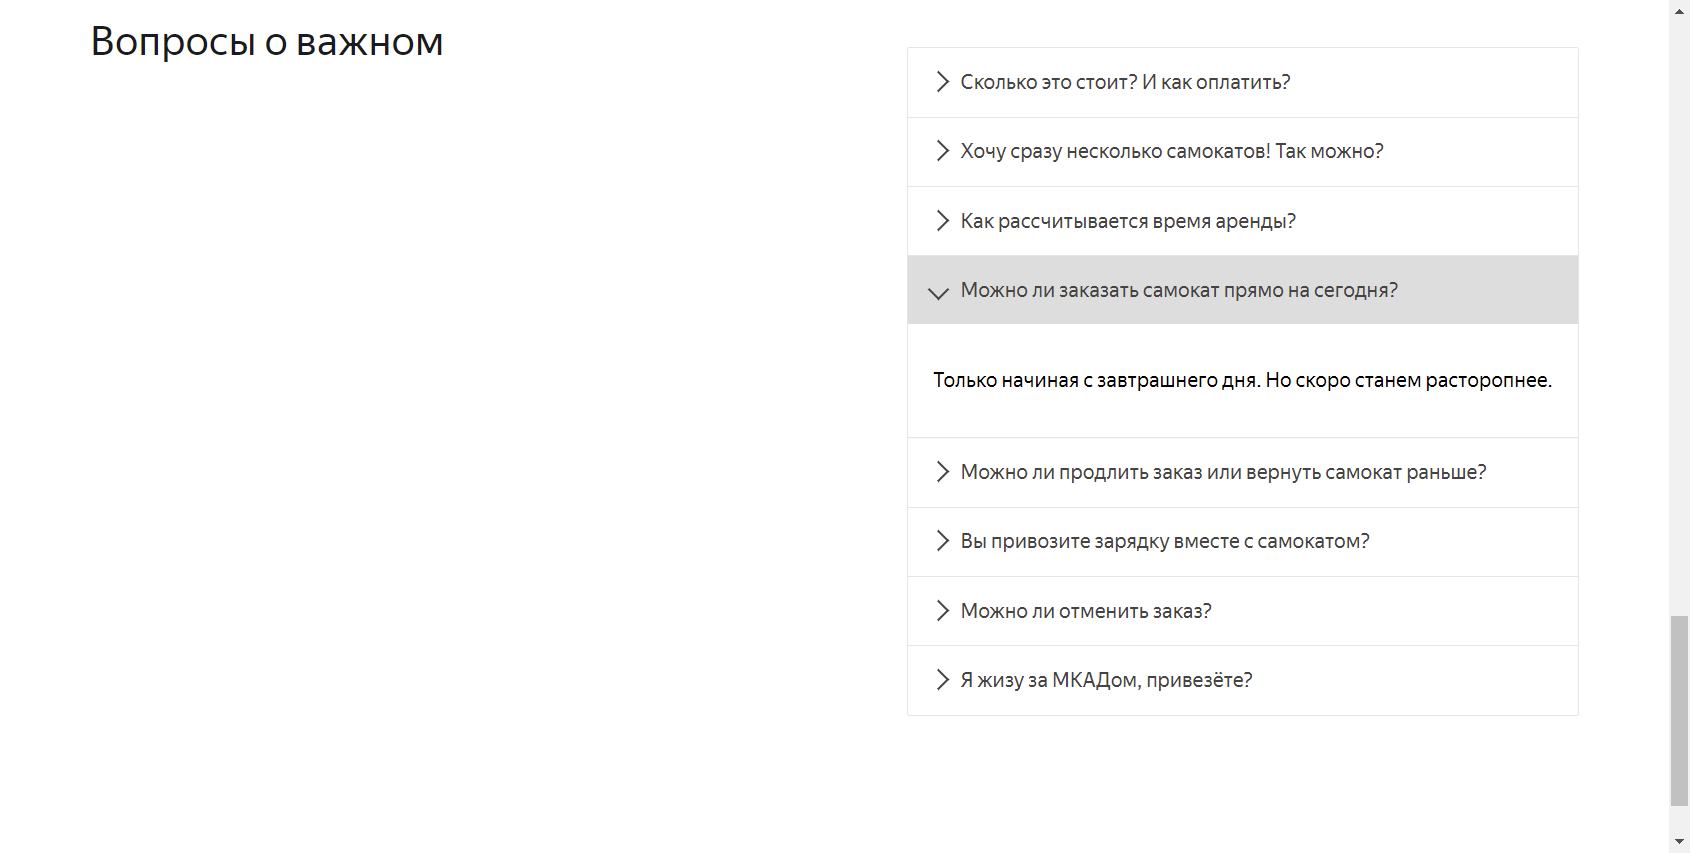 Вопросы о важном
Сколько это стоит? И как оплатить?
Хочу сразу несколько самокатов! Так можно?
Как рассчитывается время аренды?
Можно ли заказать самокат прямо на сегодня?
Только начиная с завтрашнего дня. Но скоро станем расторопнее.
Можно ли продлить заказ или вернуть самокат раньше?
Вы привозите зарядку вместе с самокатом?
Можно ли отменить заказ?
Я жизу за МКАДом, привезёте?